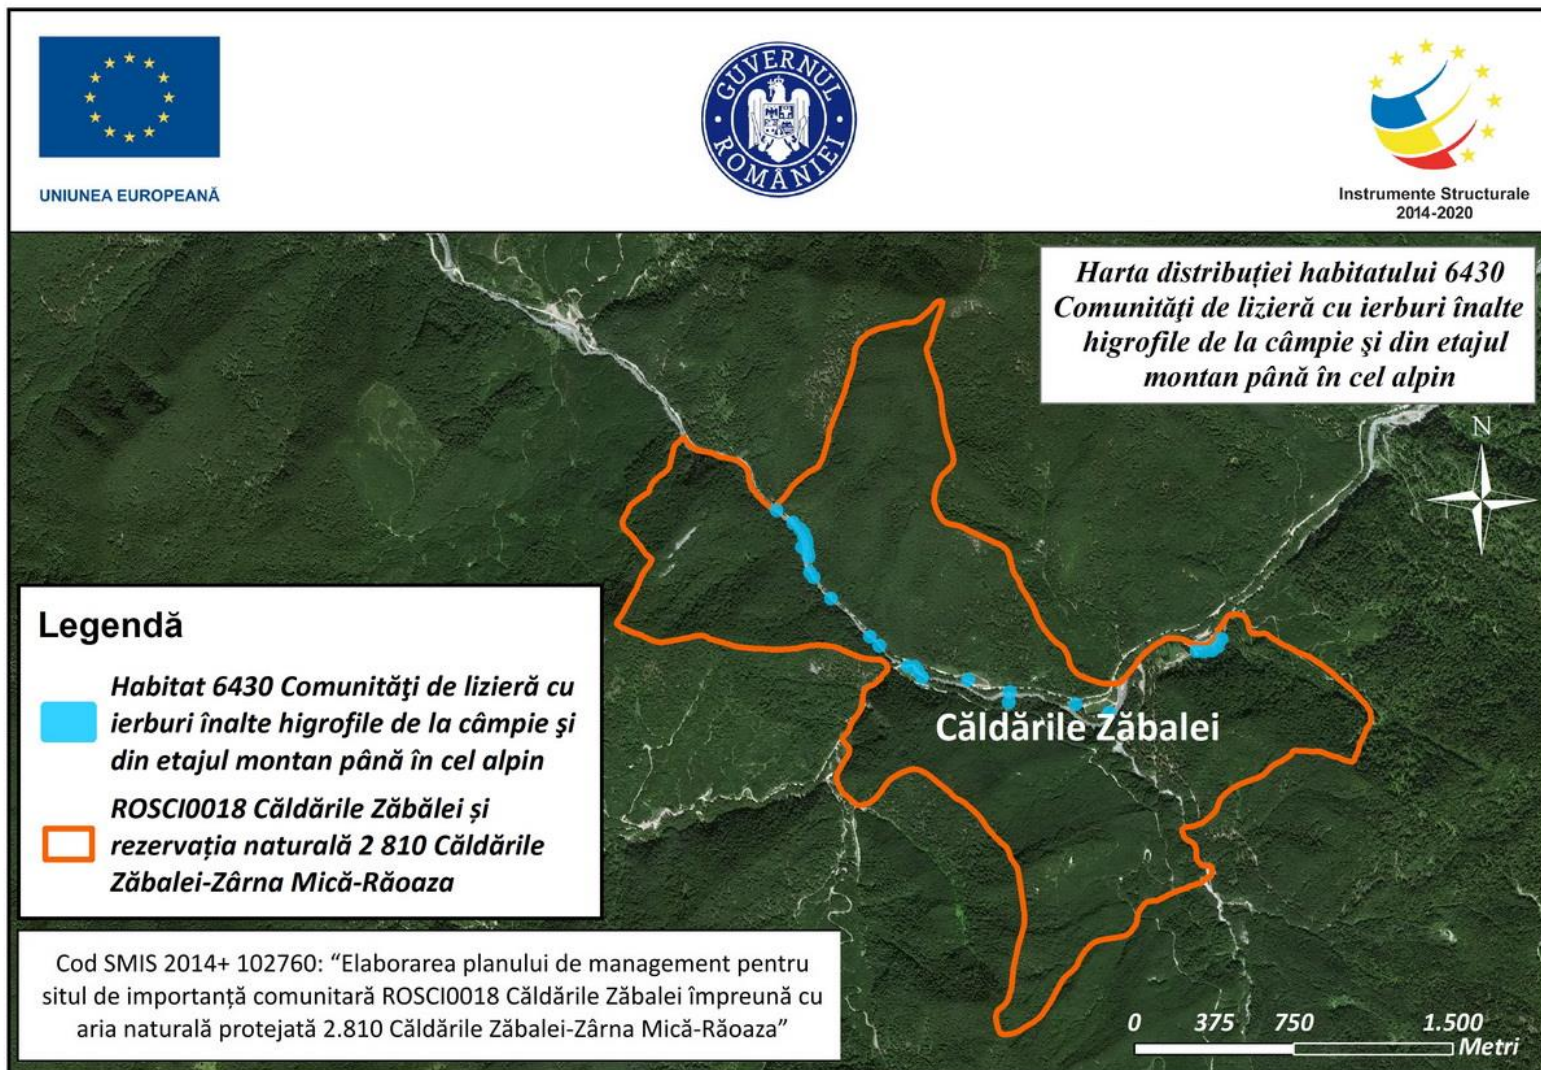 UNIUNEA EUROPEANĂ
GUVERNUL
ROMÂNIEI
Instrumente Structurale
2014-2020
Harta distribuției habitatului 6430
Comunităţi de lizieră cu ierburi înalte
higrofile de la câmpie şi din etajul
montan până în cel alpin
N
Legendă
Habitat 6430 Comunităţi de lizieră cu
ierburi înalte higrofile de la câmpie şi
din etajul montan până în cel alpin
ROSCI0018 Căldările Zăbălei și
rezervația naturală 2 810 Căldările
Zăbalei-Zârna Mică-Răoaza
Căldările Zăbalei
Cod SMIS 2014+ 102760: “Elaborarea planului de management pentru
situl de importanță comunitară ROSCI0018 Căldările Zăbalei împreună cu
aria naturală protejată 2.810 Căldările Zăbalei-Zârna Mică-Răoaza”
0 375 750 1.500
Metri